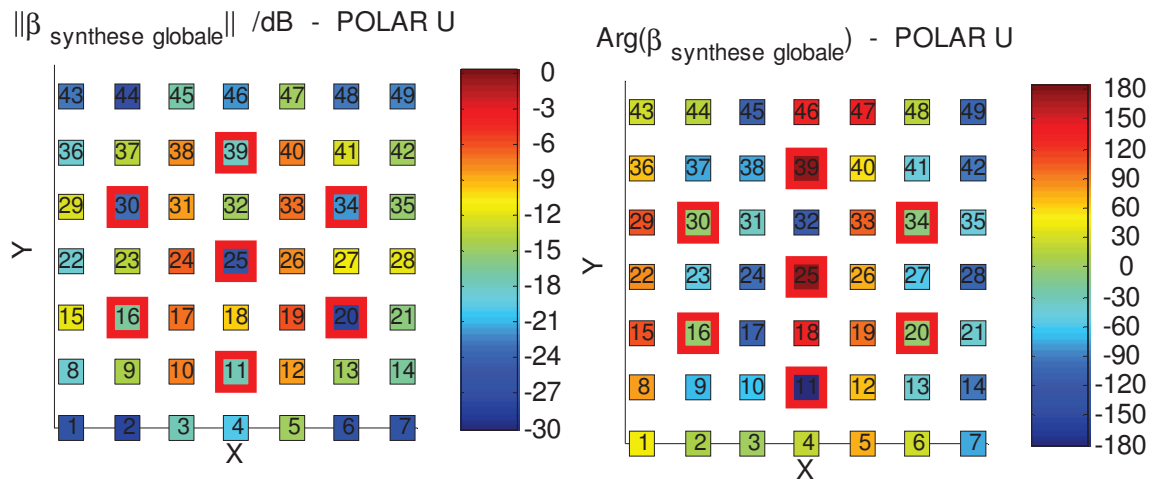 ||β synthese globale|| /dB - POLAR U
43 44 45 46 47 48 49
36 37 38 39 40 41 42
29 30 31 32 33 34 35
22 23 24 25 26 27 28
15 16 17 18 19 20 21
8 9 10 11 12 13 14
1 2 3 4 5 6 7
Y
X
0
-3
-6
-9
-12
-15
-18
-21
-24
-27
-30
Arg(β synthese globale) - POLAR U
43 44 45 46 47 48 49
36 37 38 39 40 41 42
29 30 31 32 33 34 35
22 23 24 25 26 27 28
15 16 17 18 19 20 21
8 9 10 11 12 13 14
1 2 3 4 5 6 7
Y
X
180
150
120
90
60
30
0
-30
-60
-90
-120
-150
-180